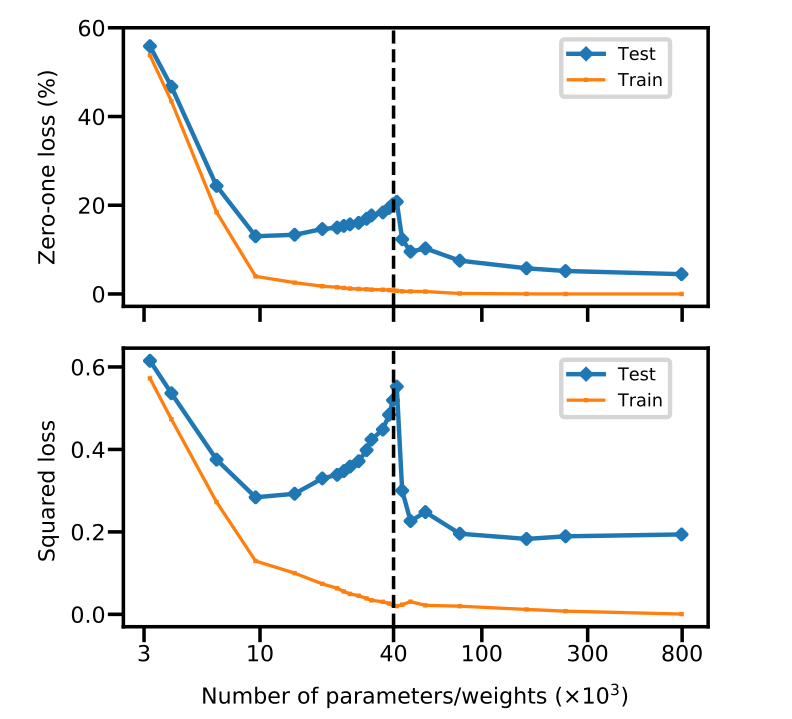 60
40
20
0
Zero-one loss (%)
Test
Train
0.6
0.4
0.2
0.0
Squared loss
Test
Train
3 10 40 100 300 800
Number of parameters/weights (×10³)